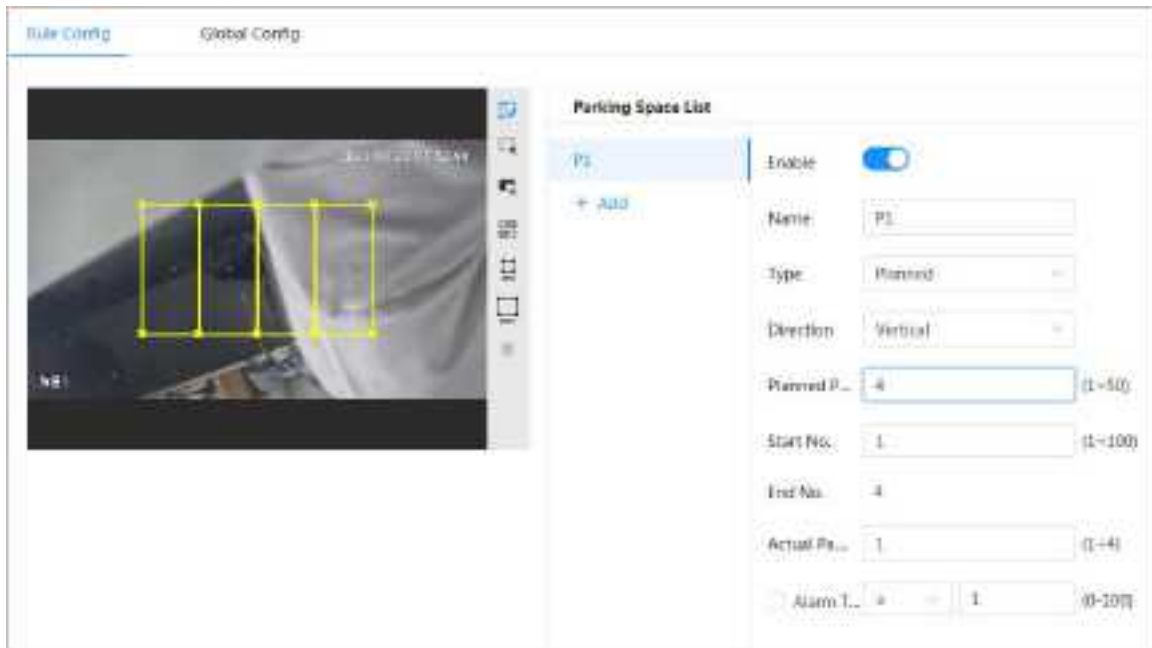 Rule Config Global Config
Parking Space List
P1
+ Add
Enable
Name P1
Type Planned
Direction Vertical
Planned P... 4 (1~50)
Start No. 1 (1~100)
End No. 4
Actual Pa... 1 (1~4)
Alarm T... 1 (0~100)